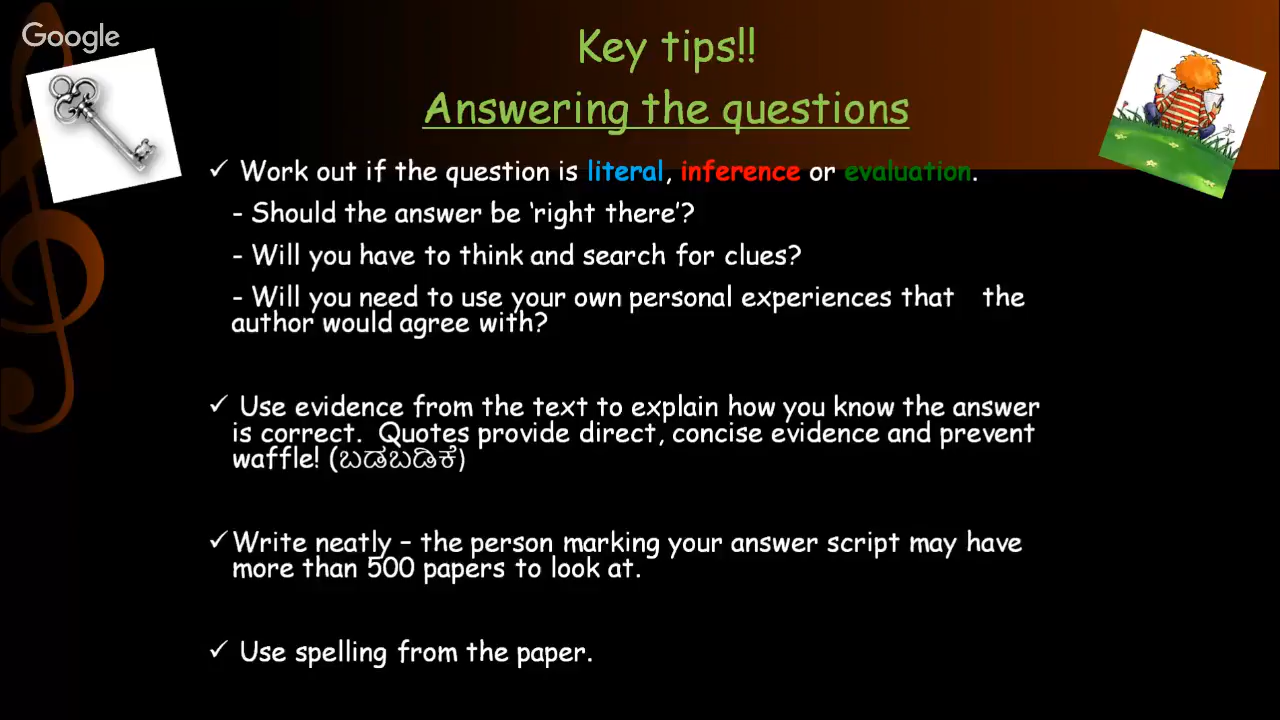 Google
Key tips!!
Answering the questions
✓ Work out if the question is literal, inference or evaluation.
- Should the answer be ‘right there’?
- Will you have to think and search for clues?
- Will you need to use your own personal experiences that the
author would agree with?
✓ Use evidence from the text to explain how you know the answer
is correct. Quotes provide direct, concise evidence and prevent
waffle! (ಬಡಬಡಿಕೆ)
✓Write neatly – the person marking your answer script may have
more than 500 papers to look at.
✓ Use spelling from the paper.